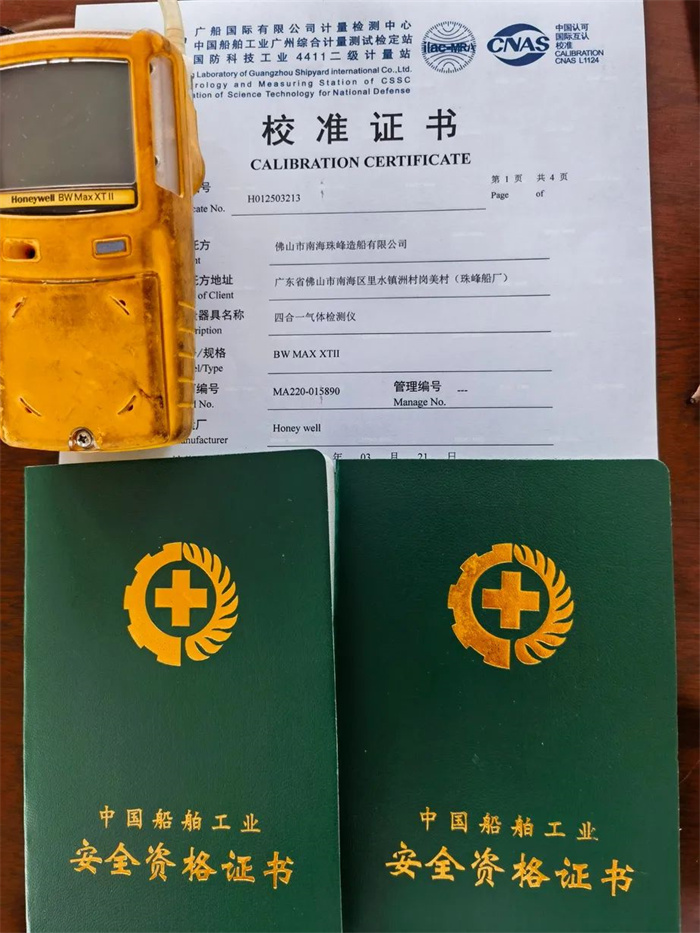 广船国际有限公司计量检测中心
中国船舶工业广州综合计量测试检定站
国防科技工业 4411二级计量站
Laboratory of Guangzhou Shipyard international Co.,Ltd.
and Measuring Station of CSSC
of Science Technology for National Defense
ilac-MRA
CNAS
中国认可
国际互认
校准
CALIBRATION
CNAS L1124
校准证书
CALIBRATION CERTIFICATE
第 1 页 共 4 页
Page of
编号
No.
H012503213
佛山市南海珠峰造船有限公司
方地址
of Client
广东省佛山市南海区里水镇洲村岗美村（珠峰船厂）
器具名称
四合一气体检测仪
/规格
/Type
BW MAX XTII
编号
No.
MA220-015890
管理编号
Manage No.
---
厂
Honey well
年 03 月 21 日
Honeywell BW Max XT II
中国船舶工业
安全资格证书
中国船舶工业
安全资格证书